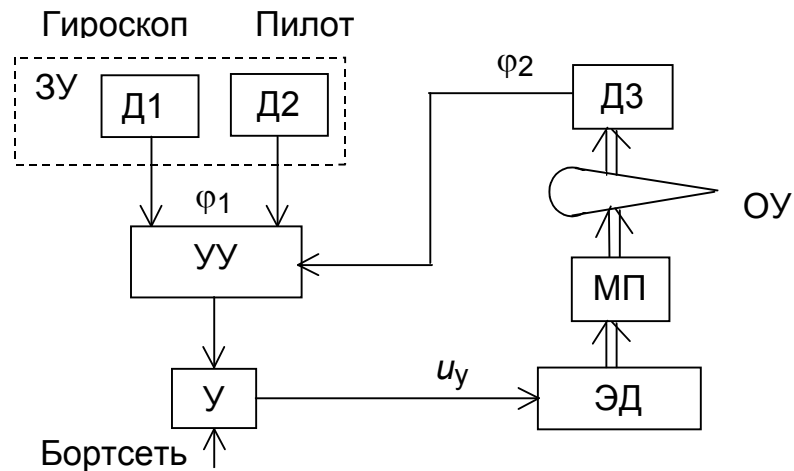 Гироскоп Пилот
ЗУ
Д1
Д2
φ2
Д3
φ1
ОУ
УУ
МП
У
uу
ЭД
Бортсеть